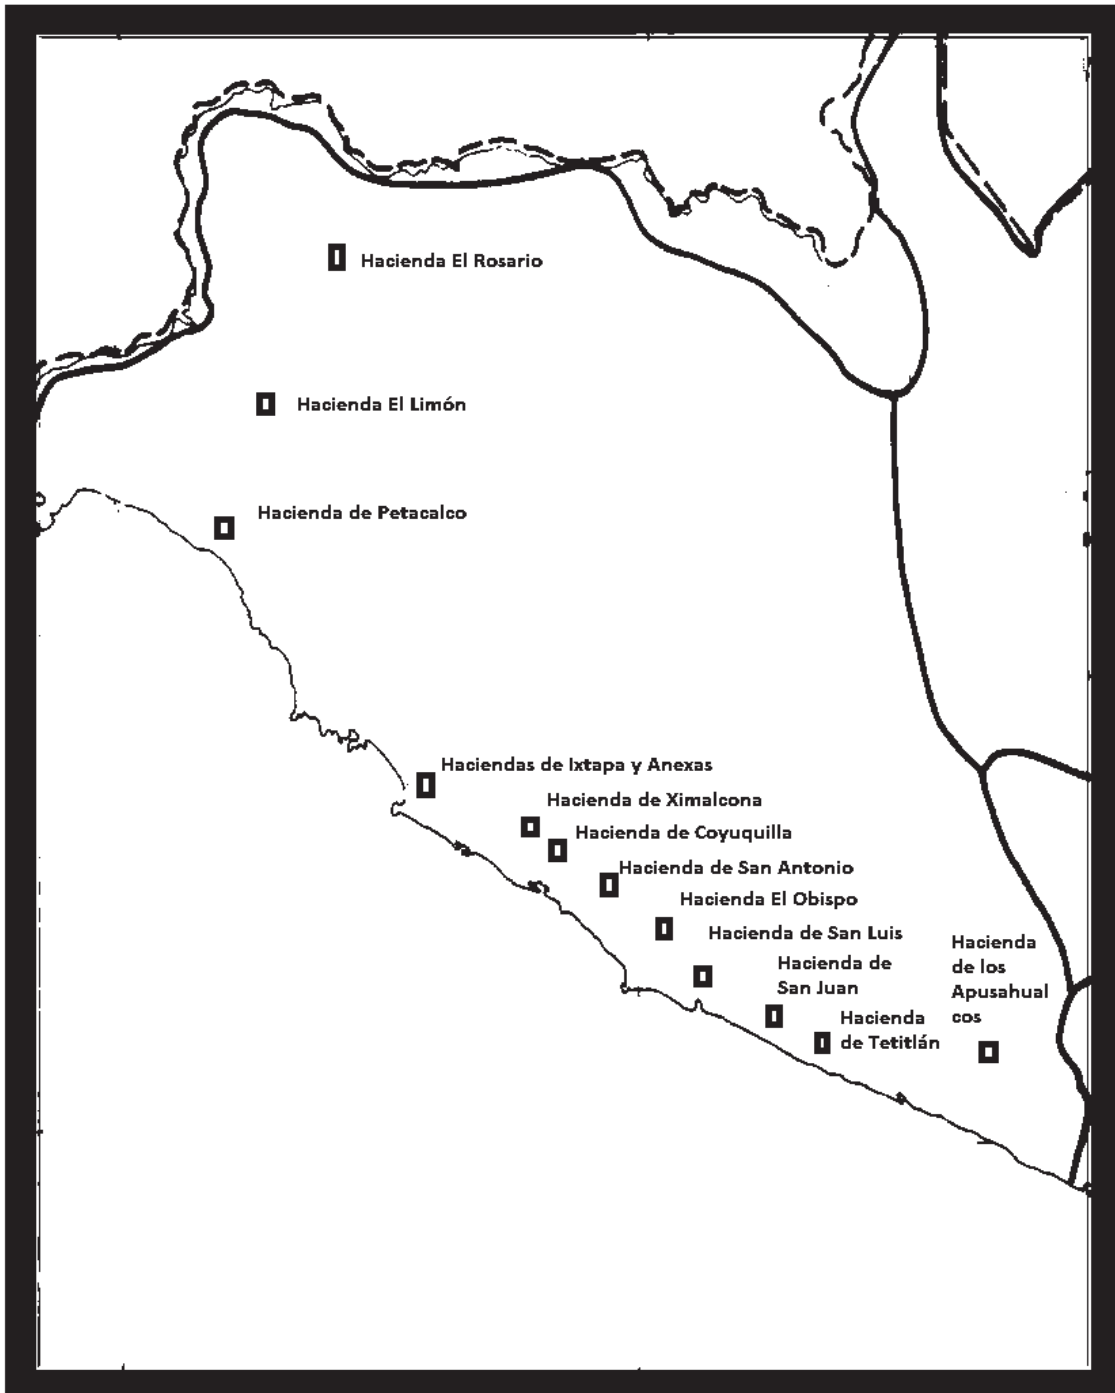 Hacienda El Rosario
Hacienda El Limón
Hacienda de Petacalco
Haciendas de Ixtapa y Anexas
Hacienda de Ximalcona
Hacienda de Coyuquilla
Hacienda de San Antonio
Hacienda El Obispo
Hacienda de San Luis
Hacienda de
San Juan
Hacienda
de Tetitlán
Hacienda
de los
Apusahual
cos